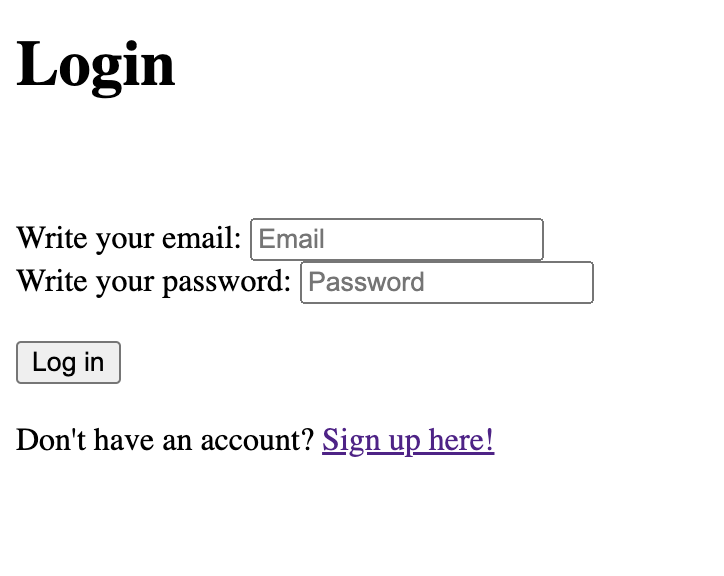 Login
Write your email: Email
Write your password: Password
Log in
Don't have an account? Sign up here!